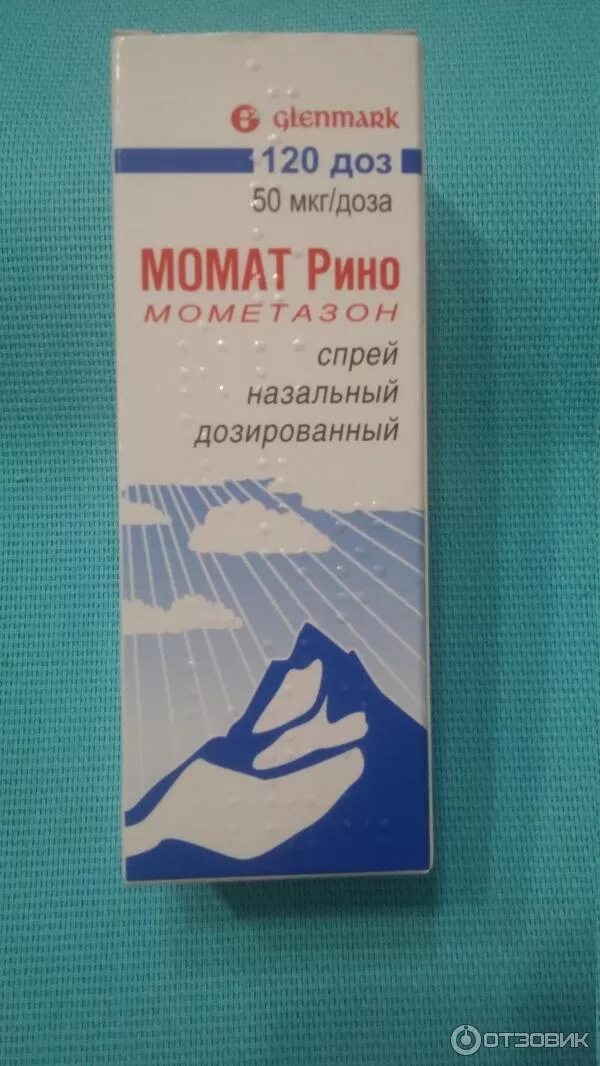 Glenmark
120 доз
50 мкг/доза
МОМАТ Рино
МОМЕТАЗОН
спрей
назальный
дозированный
ОТЗОВИК